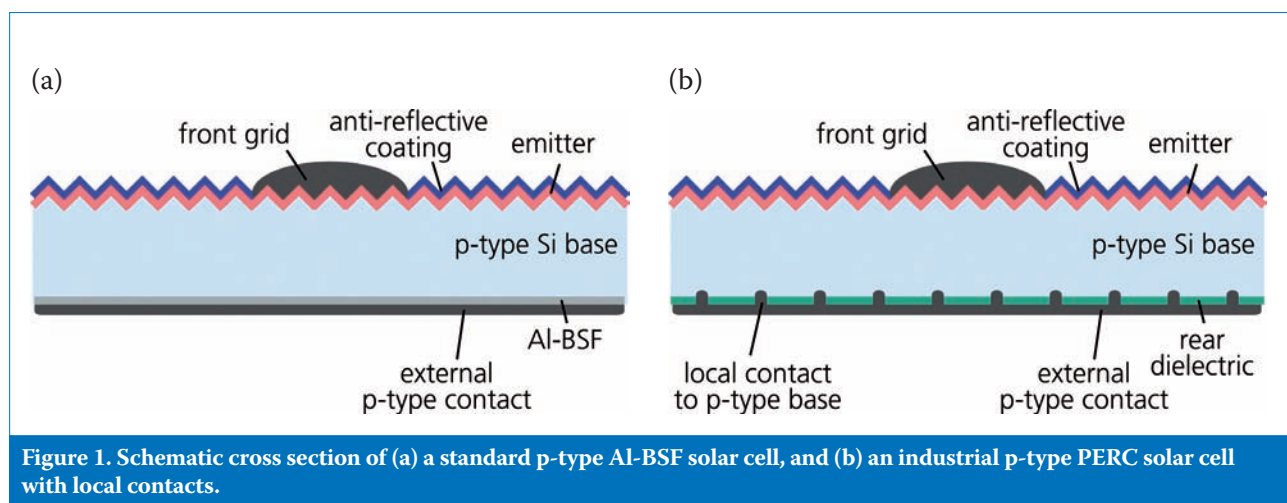 (a)
front grid
anti-reflective
coating
emitter
p-type Si base
Al-BSF
external
p-type contact
(b)
front grid
anti-reflective
coating
emitter
p-type Si base
local contact
to p-type base
external
p-type contact
rear
dielectric
Figure 1. Schematic cross section of (a) a standard p-type Al-BSF solar cell, and (b) an industrial p-type PERC solar cell
with local contacts.